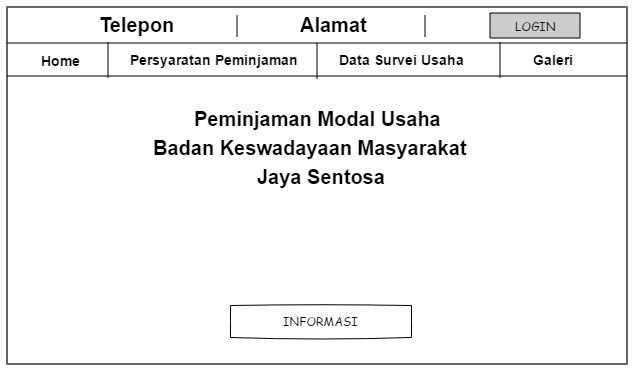 Telepon Alamat LOGIN
Home Persyaratan Peminjaman Data Survei Usaha Galeri
Peminjaman Modal Usaha
Badan Keswadayaan Masyarakat
Jaya Sentosa
INFORMASI